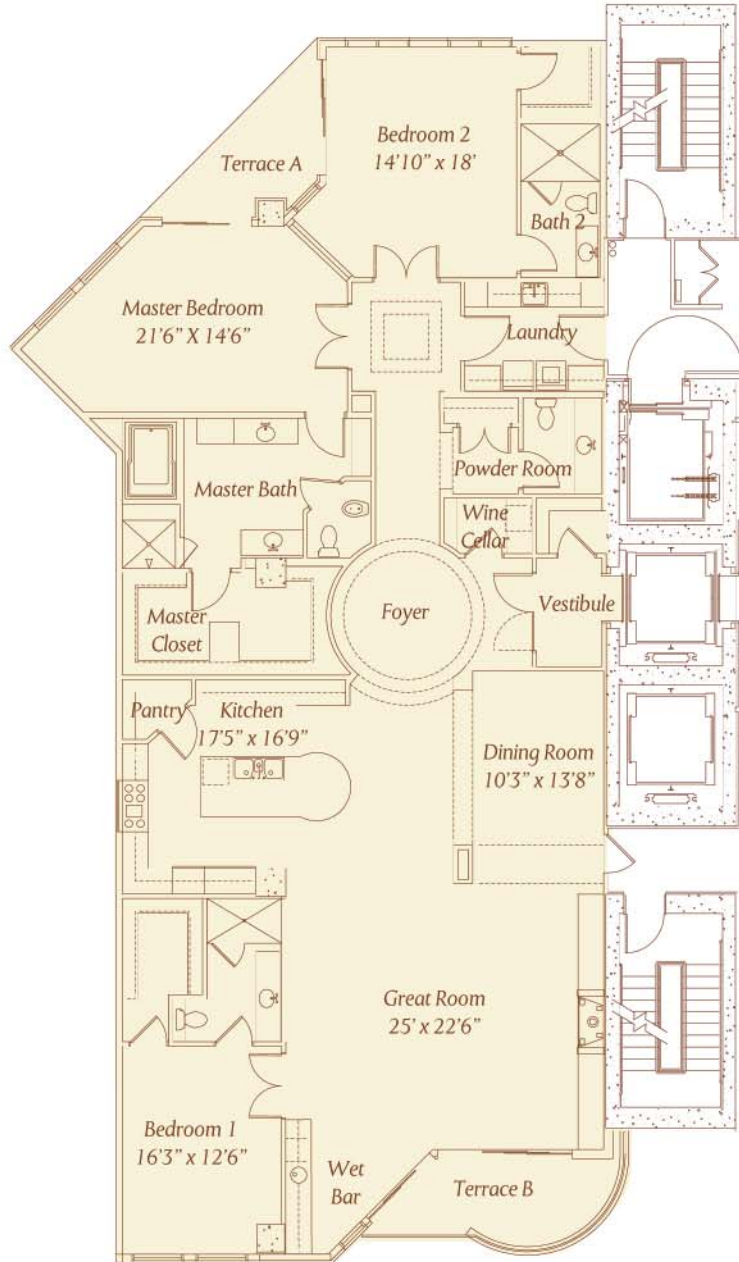 Bedroom 2
14'10" x 18'
Terrace A
Bath 2
Master Bedroom
21'6" X 14'6"
Laundry
Powder Room
Master Bath
Wine
Cellar
Foyer
Vestibule
Master
Closet
Pantry
Kitchen
17'5" x 16'9"
Dining Room
10'3" x 13'8"
Great Room
25' x 22'6"
Bedroom 1
16'3" x 12'6"
Wet
Bar
Terrace B